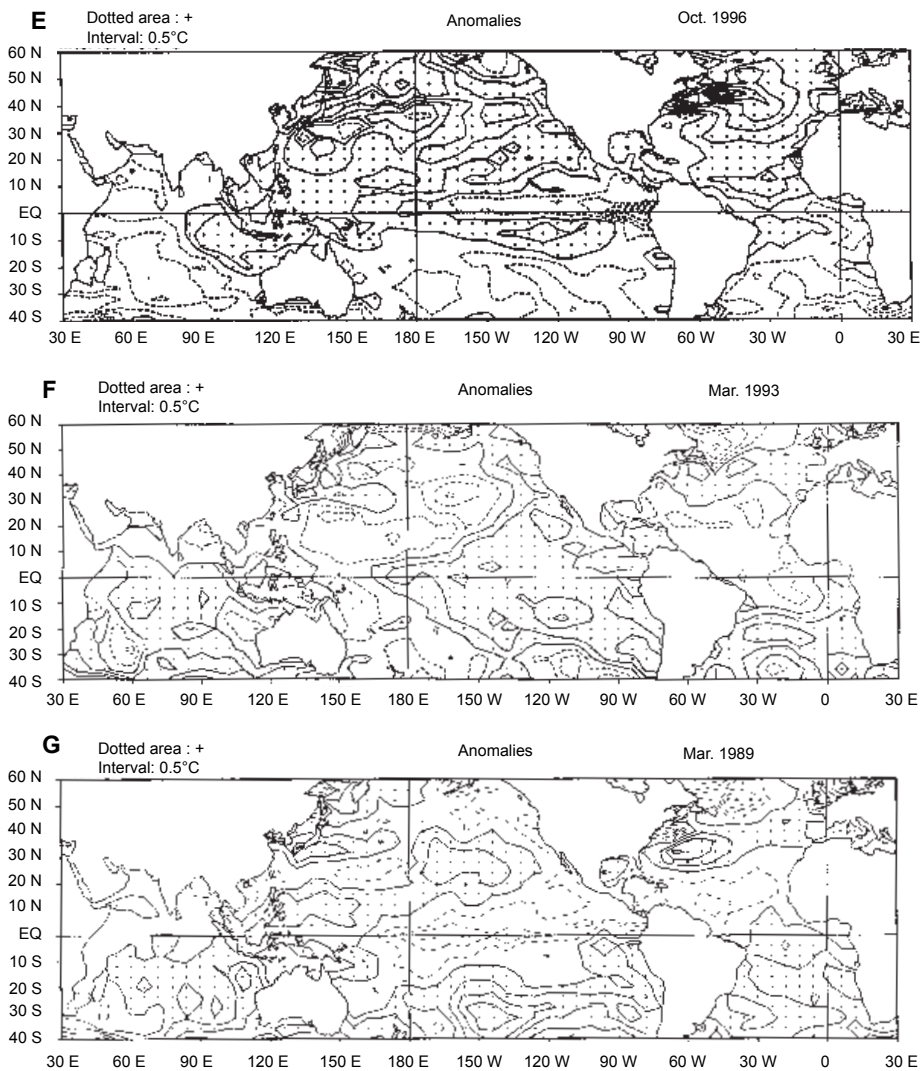 E
Dotted area : +
Interval: 0.5°C
Anomalies
Oct. 1996
60 N
50 N
40 N
30 N
20 N
10 N
EQ
10 S
20 S
30 S
40 S
30 E 60 E 90 E 120 E 150 E 180 E 150 W 120 W 90 W 60 W 30 W 0 30 E
F
Dotted area : +
Interval: 0.5°C
Anomalies
Mar. 1993
60 N
50 N
40 N
30 N
20 N
10 N
EQ
10 S
20 S
30 S
40 S
30 E 60 E 90 E 120 E 150 E 180 E 150 W 120 W 90 W 60 W 30 W 0 30 E
G
Dotted area : +
Interval: 0.5°C
Anomalies
Mar. 1989
60 N
50 N
40 N
30 N
20 N
10 N
EQ
10 S
20 S
30 S
40 S
30 E 60 E 90 E 120 E 150 E 180 E 150 W 120 W 90 W 60 W 30 W 0 30 E